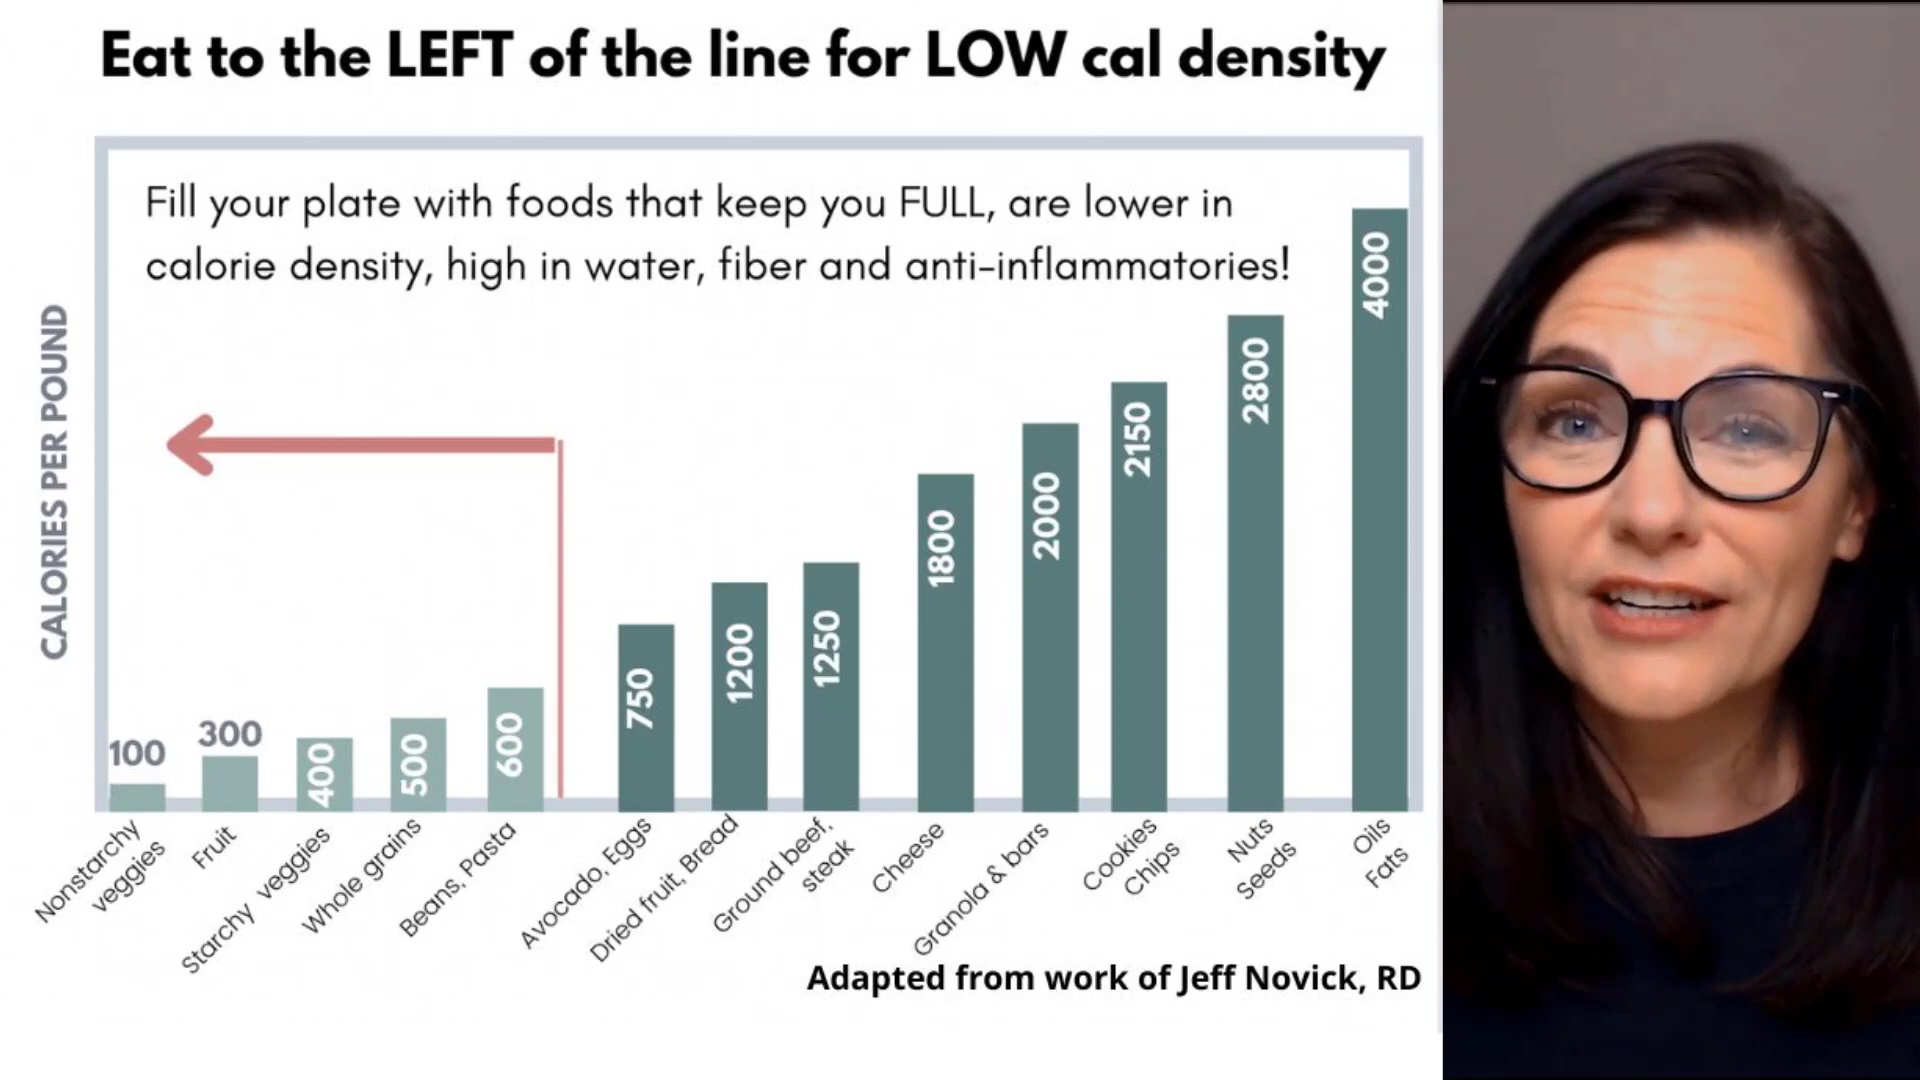 Eat to the LEFT of the line for LOW cal density
Fill your plate with foods that keep you FULL, are lower in
calorie density, high in water, fiber and anti-inflammatories!
CALORIES PER POUND
100
300
400
500
600
750
1200
1250
1800
2000
2150
2800
4000
Nonstarchy
veggies
Fruit
Starchy veggies
Whole grains
Beans, Pasta
Avocado, Eggs
Dried fruit, Bread
Ground beef,
steak
Cheese
Granola & bars
Cookies
Chips
Nuts
Seeds
Oils
Fats
Adapted from work of Jeff Novick, RD